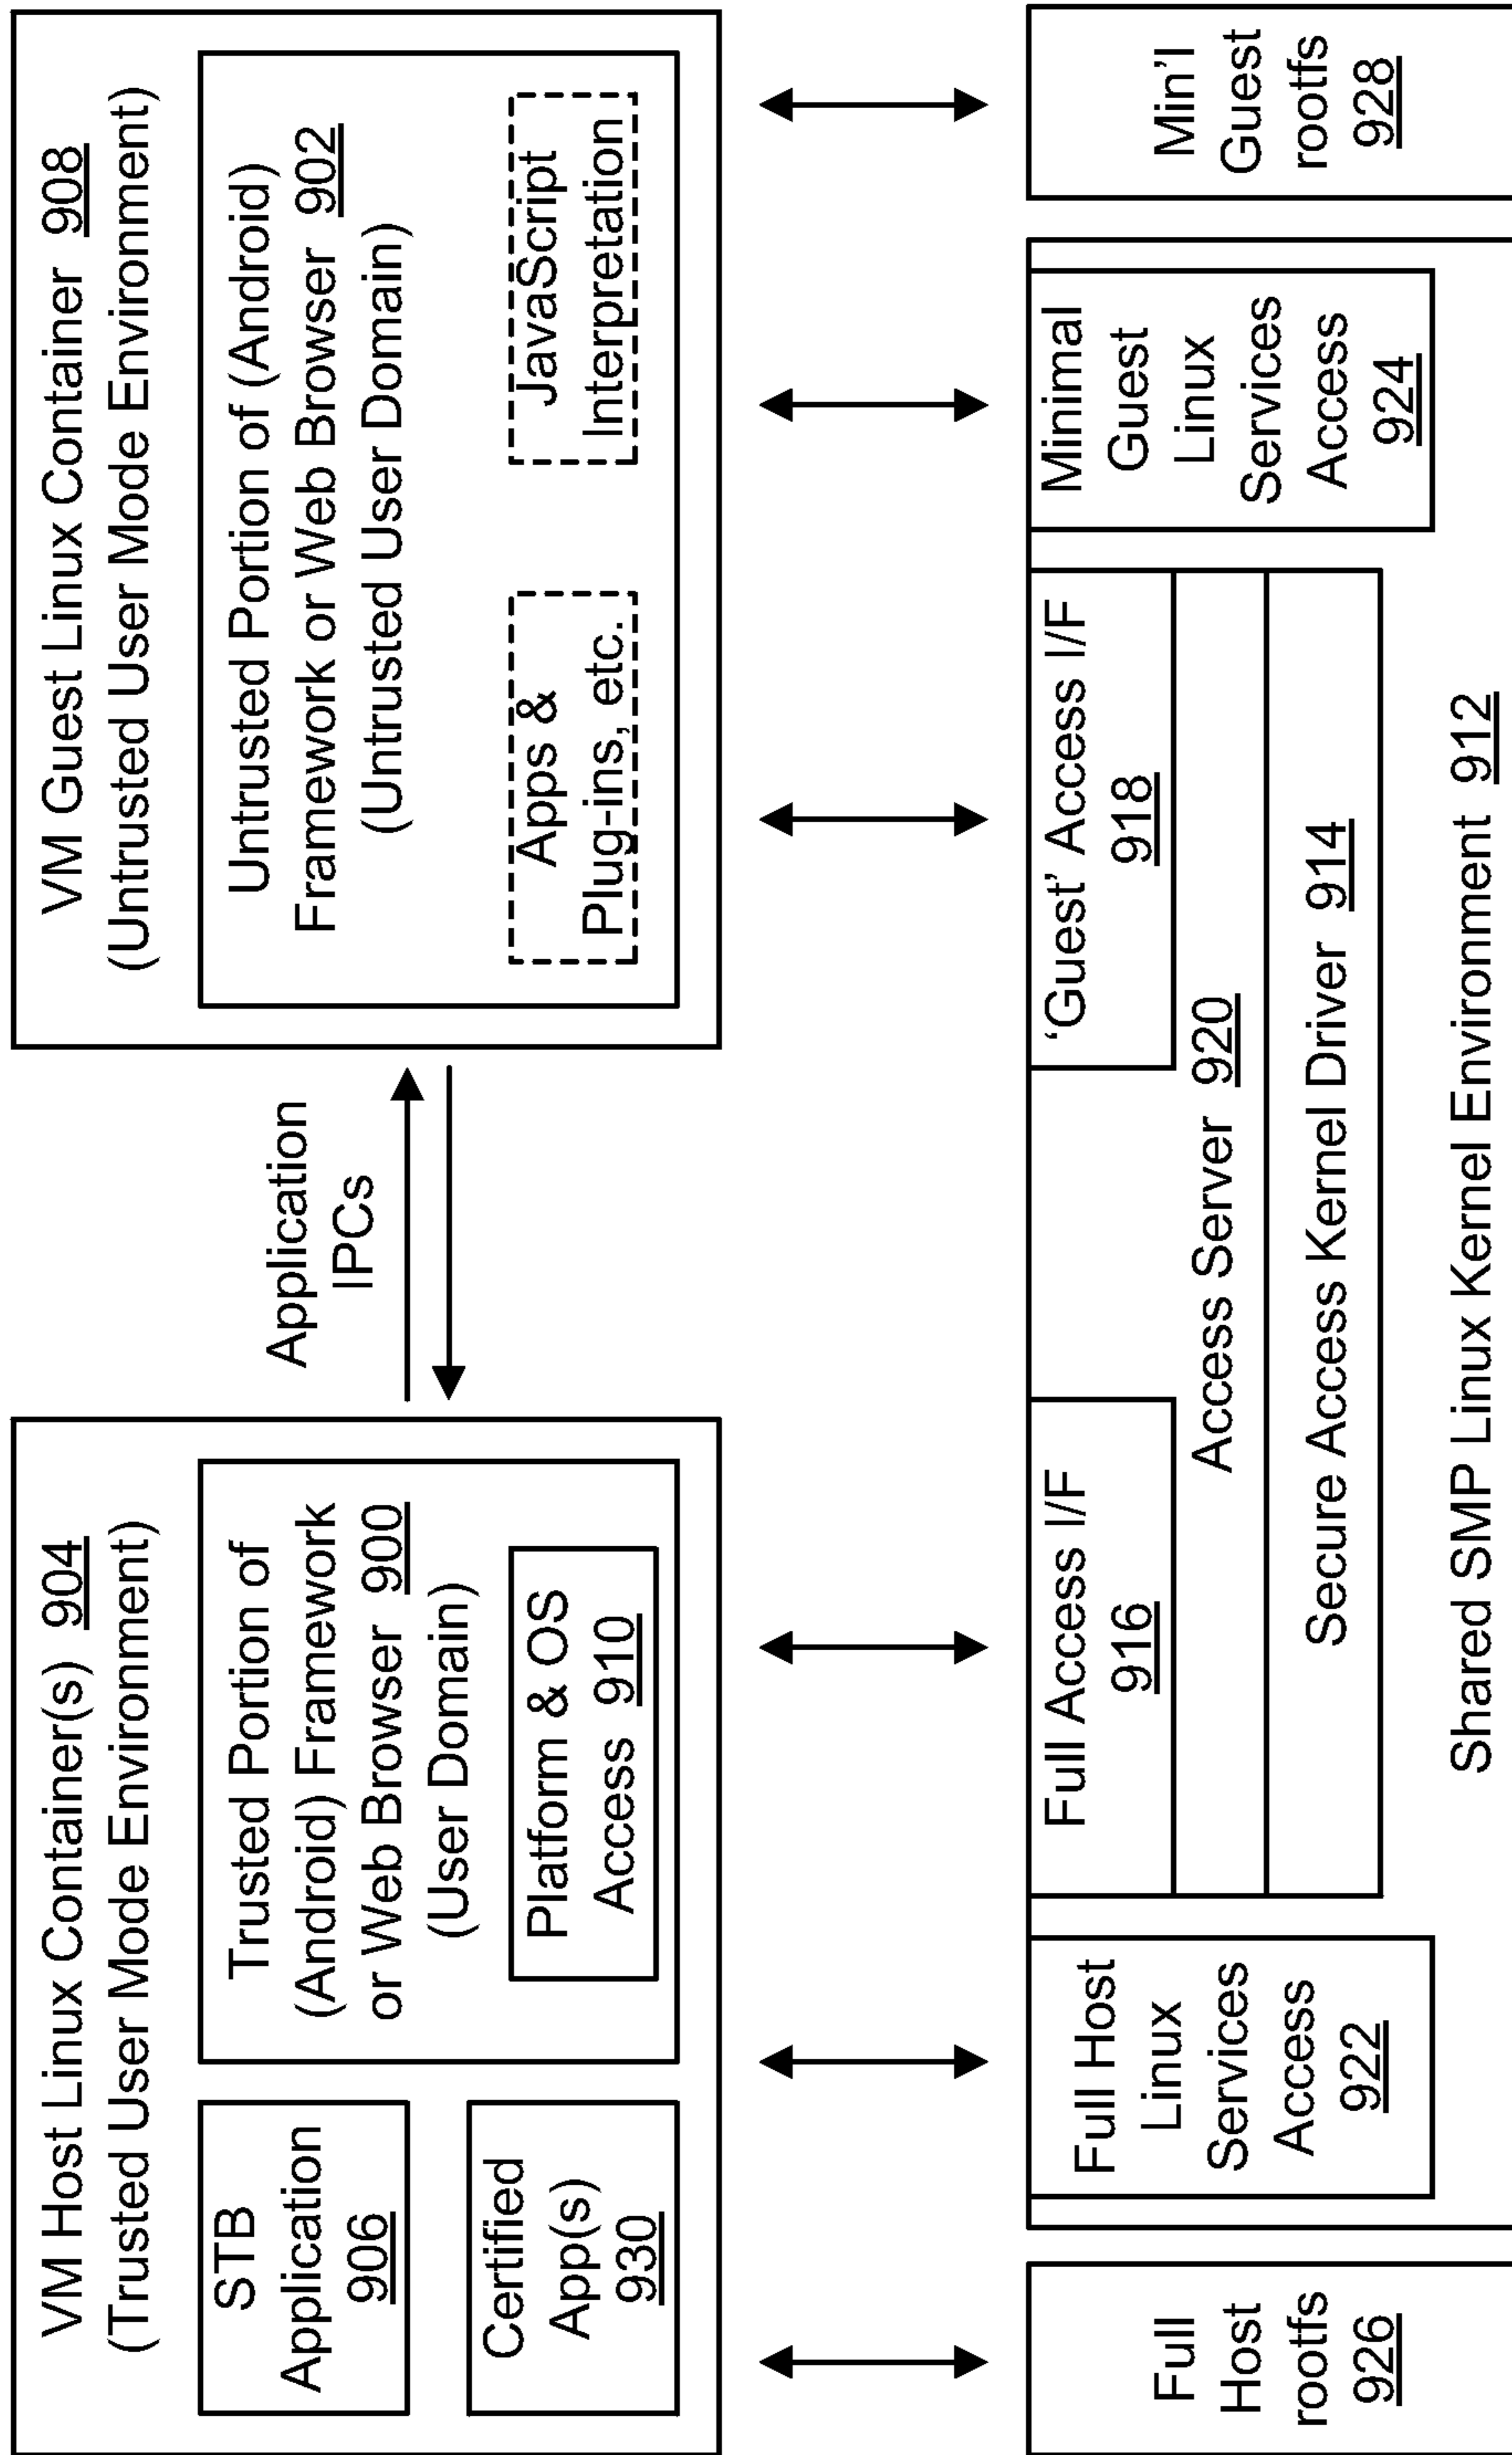 VM Host Linux Container(s) 904
(Trusted User Mode Environment)
STB
Application
906
Certified
App(s)
930
Trusted Portion of
(Android) Framework
or Web Browser 900
(User Domain)
Platform & OS
Access 910
Application
IPCs
VM Guest Linux Container 908
(Untrusted User Mode Environment)
Untrusted Portion of (Android)
Framework or Web Browser 902
(Untrusted User Domain)
Apps &
Plug-ins, etc.
JavaScript
Interpretation
Full
Host
rootfs
926
Full Host
Linux
Services
Access
922
Full Access I/F
916
'Guest' Access I/F
918
Access Server 920
Secure Access Kernel Driver 914
Minimal
Guest
Linux
Services
Access
924
Shared SMP Linux Kernel Environment 912
Min'l
Guest
rootfs
928